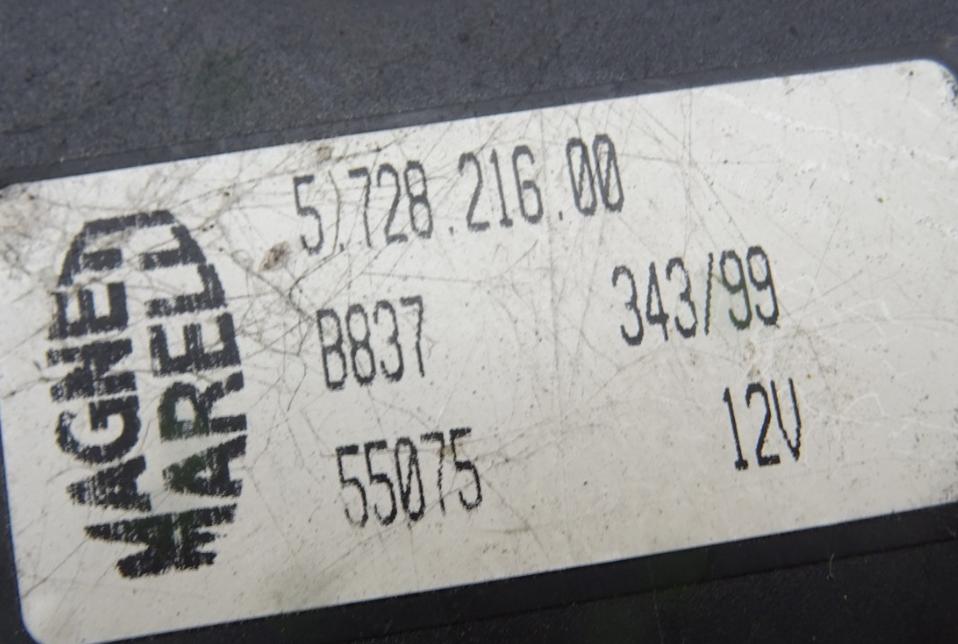 MAGNETI
MARELLI
5).728.216.00
B837 343/99
55075 12V